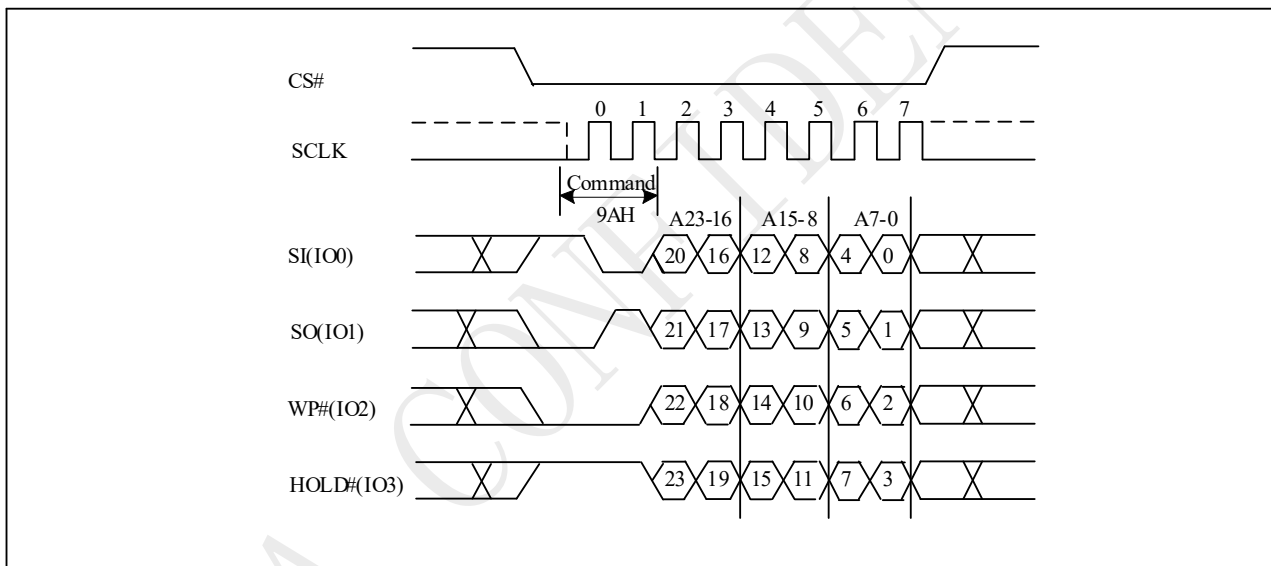 CS#
0 1 2 3 4 5 6 7
SCLK
Command
9AH
A23-16 A15-8 A7-0
SI(IO0) 20 16 12 8 4 0
SO(IO1) 21 17 13 9 5 1
WP#(IO2) 22 18 14 10 6 2
HOLD#(IO3) 23 19 15 11 7 3